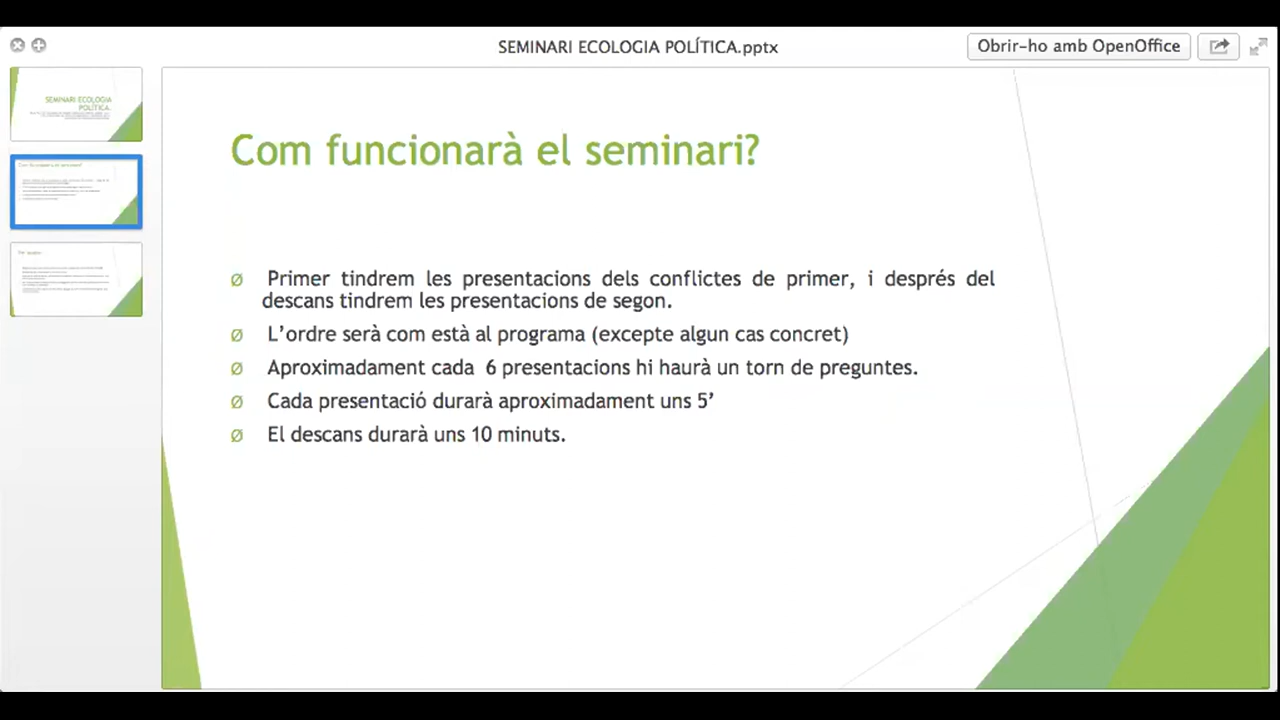 SEMINARI ECOLOGIA POLÍTICA.pptx
Obrir-ho amb OpenOffice
SEMINARI ECOLOGIA
POLÍTICA.
Com funcionarà el seminari?
Primer tindrem les presentacions dels conflictes de primer, i després del
descans tindrem les presentacions de segon.
L’ordre serà com està al programa (excepte algun cas concret)
Aproximadament cada 6 presentacions hi haurà un torn de preguntes.
Cada presentació durarà aproximadament uns 5’
El descans durarà uns 10 minuts.